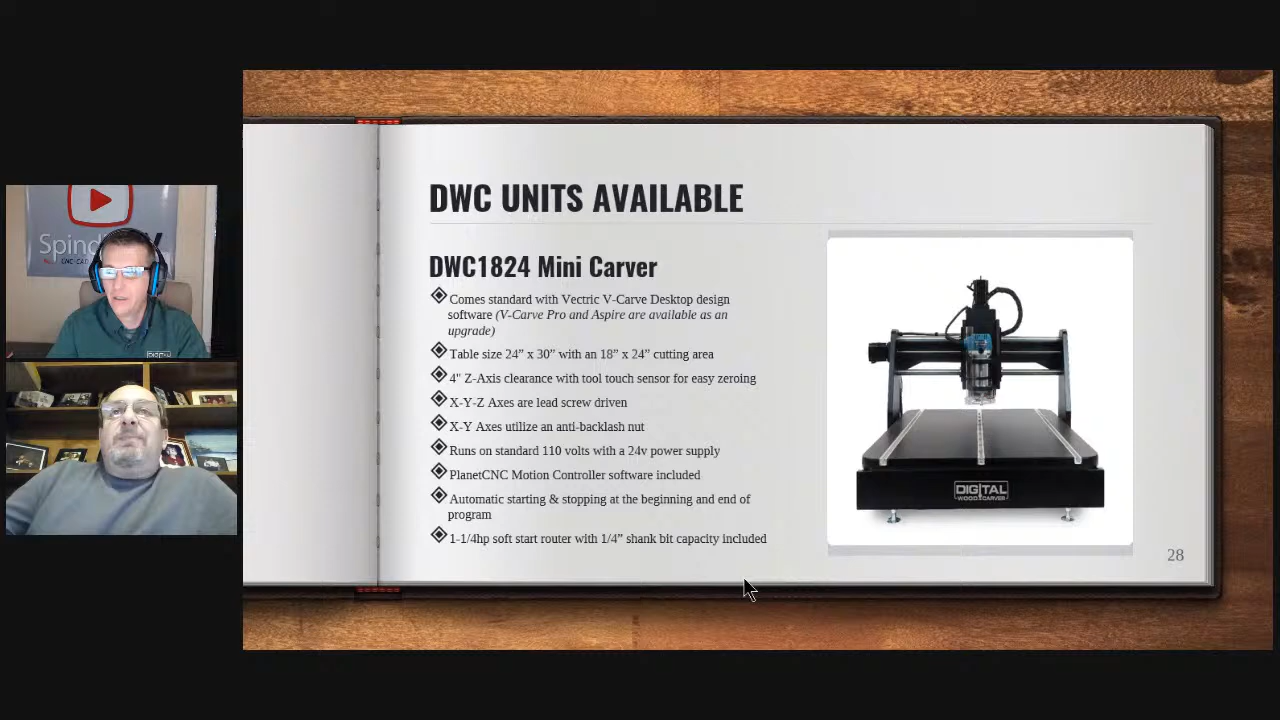 DWC UNITS AVAILABLE
DWC1824 Mini Carver
Comes standard with Vectric V-Carve Desktop design
software (V-Carve Pro and Aspire are available as an
upgrade)
Table size 24” x 30” with an 18” x 24” cutting area
4" Z-Axis clearance with tool touch sensor for easy zeroing
X-Y-Z Axes are lead screw driven
X-Y Axes utilize an anti-backlash nut
Runs on standard 110 volts with a 24v power supply
PlanetCNC Motion Controller software included
Automatic starting & stopping at the beginning and end of
program
1-1/4hp soft start router with 1/4” shank bit capacity included
DIGITAL
WOOD CARVER
28